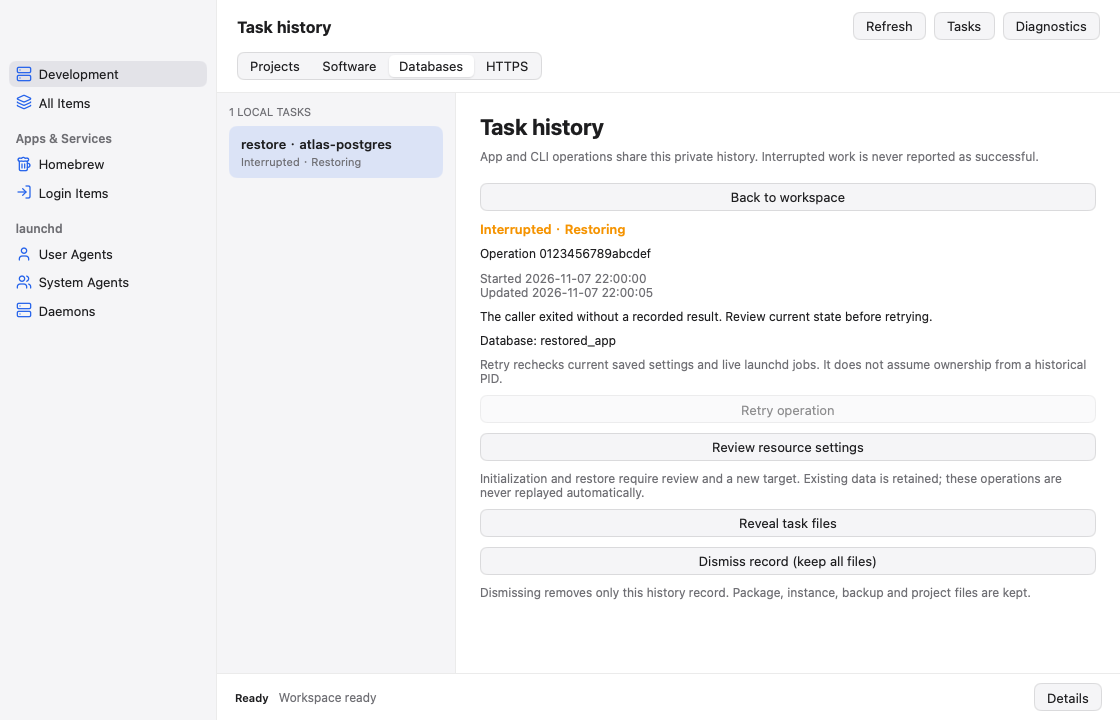 Task history
Refresh
Tasks
Diagnostics
Projects
Software
Databases
HTTPS
Development
All Items
Apps & Services
Homebrew
Login Items
launchd
User Agents
System Agents
Daemons
1 LOCAL TASKS
restore · atlas-postgres
Interrupted · Restoring
Task history
App and CLI operations share this private history. Interrupted work is never reported as successful.
Back to workspace
Interrupted · Restoring
Operation 0123456789abcdef
Started 2026-11-07 22:00:00
Updated 2026-11-07 22:00:05
The caller exited without a recorded result. Review current state before retrying.
Database: restored_app
Retry rechecks current saved settings and live launchd jobs. It does not assume ownership from a historical
PID.
Retry operation
Review resource settings
Initialization and restore require review and a new target. Existing data is retained; these operations are
never replayed automatically.
Reveal task files
Dismiss record (keep all files)
Dismissing removes only this history record. Package, instance, backup and project files are kept.
Ready
Workspace ready
Details